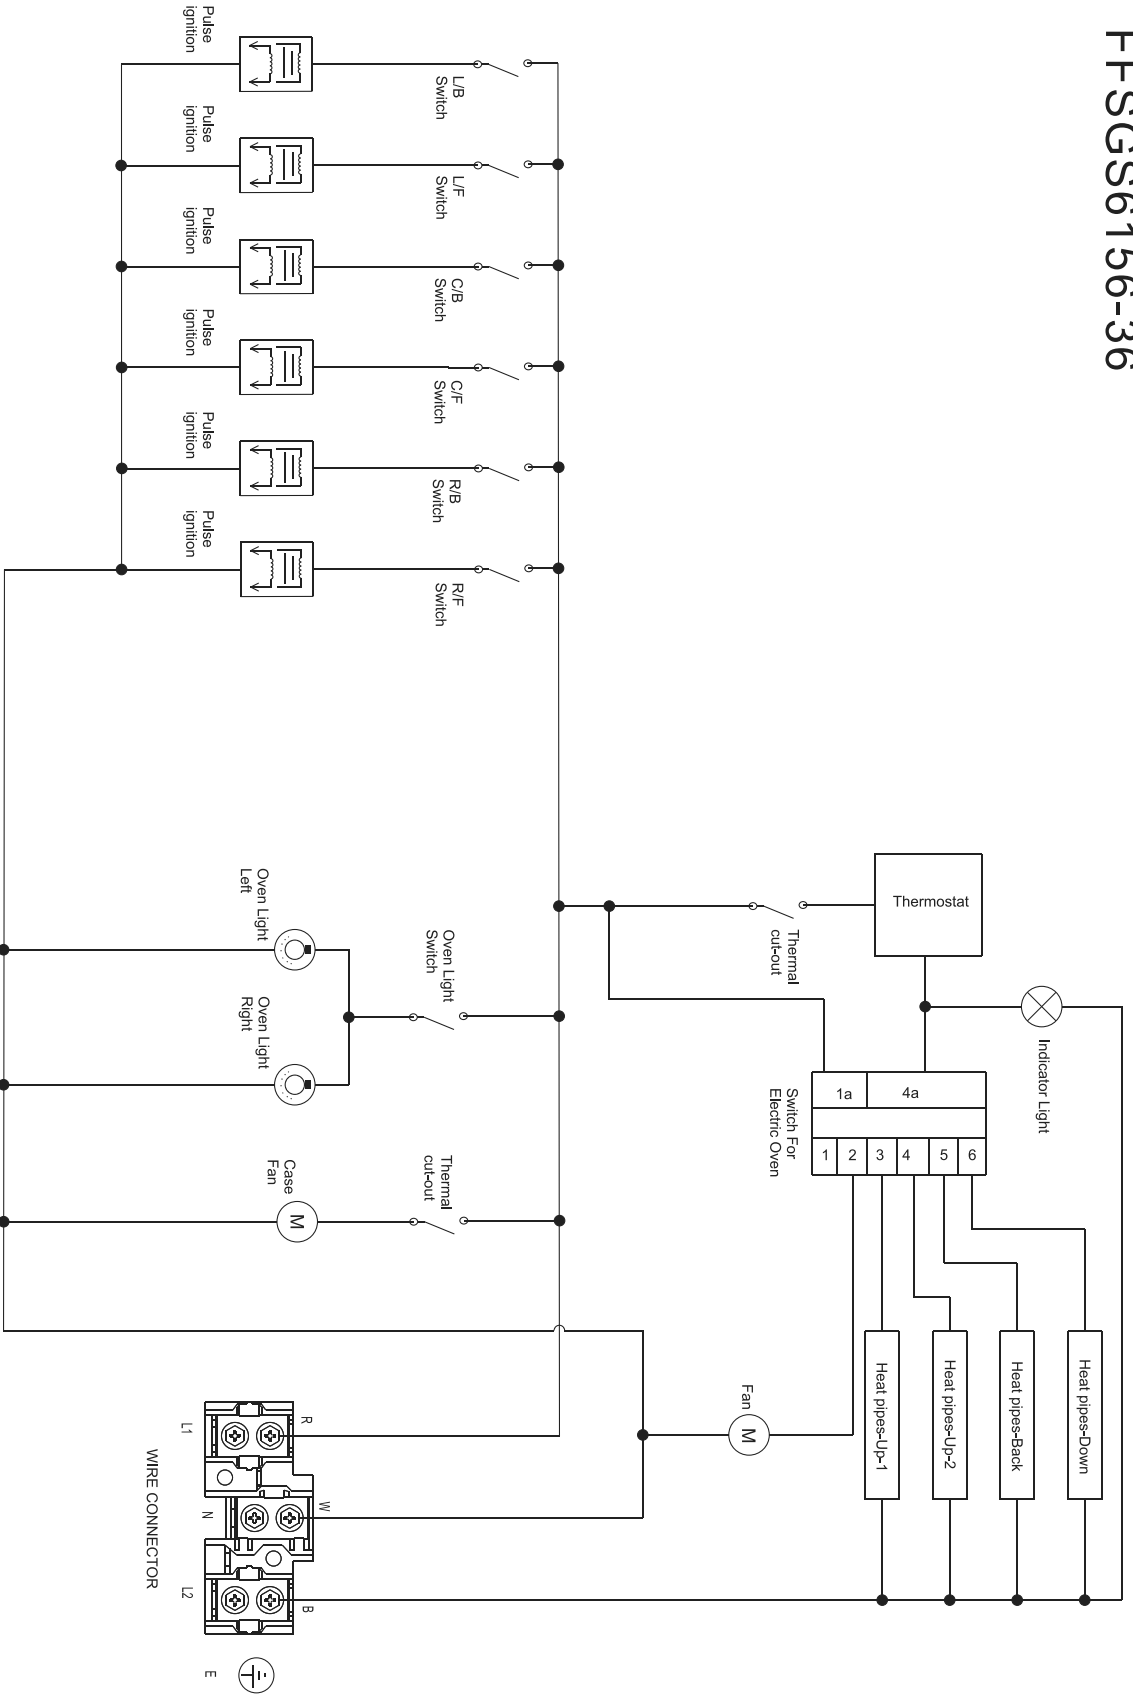 FFSGS6156-36
Pulse
ignition
L/B
Switch
Pulse
ignition
L/F
Switch
Pulse
ignition
C/B
Switch
Pulse
ignition
C/F
Switch
Pulse
ignition
R/B
Switch
Pulse
ignition
R/F
Switch
Thermostat
Thermal
cut-out
Indicator Light
1a
4a
1
2
3
4
5
6
Switch For
Electric Oven
Oven Light
Left
Oven Light
Switch
Oven Light
Right
Case
Fan
M
Thermal
cut-out
Fan
M
Heat pipes-Up-1
Heat pipes-Up-2
Heat pipes-Back
Heat pipes-Down
R
L1
W
N
B
L2
WIRE CONNECTOR
E